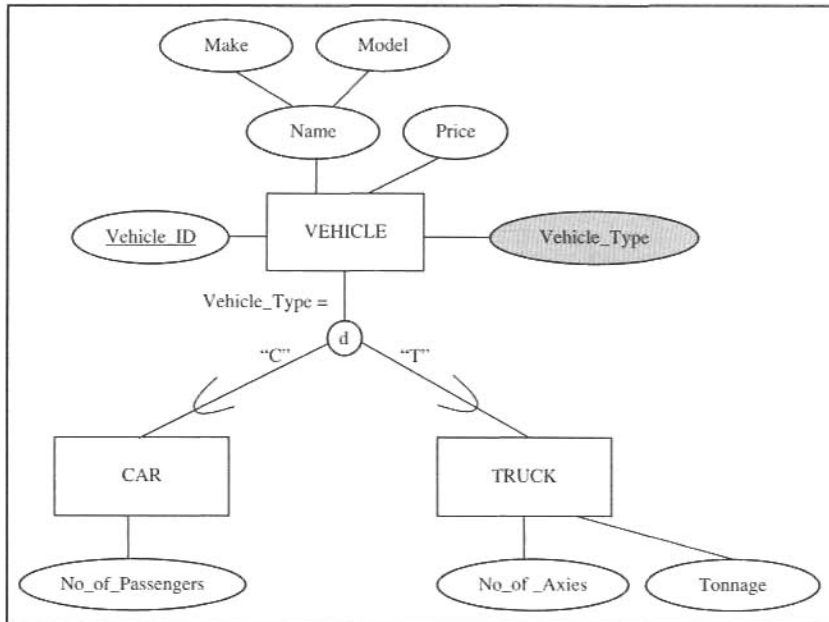 Make
Model
Name
Price
Vehicle_ID
VEHICLE
Vehicle_Type
Vehicle_Type =
d
“C”
“T”
CAR
TRUCK
No_of_Passengers
No_of _Axies
Tonnage